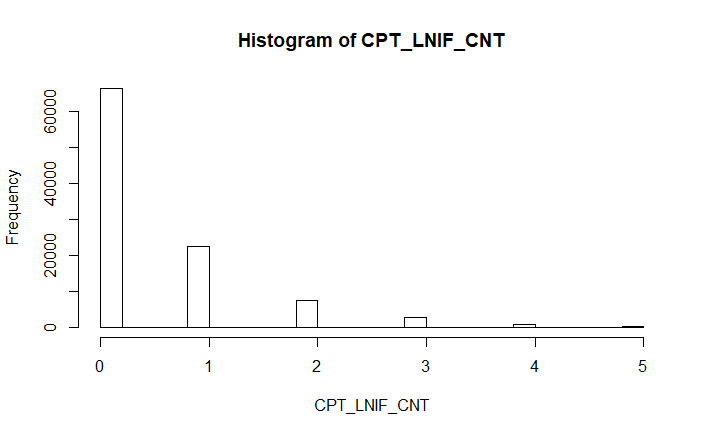 Histogram of CPT_LNIF_CNT
Frequency
60000
40000
20000
0
0 1 2 3 4 5
CPT_LNIF_CNT